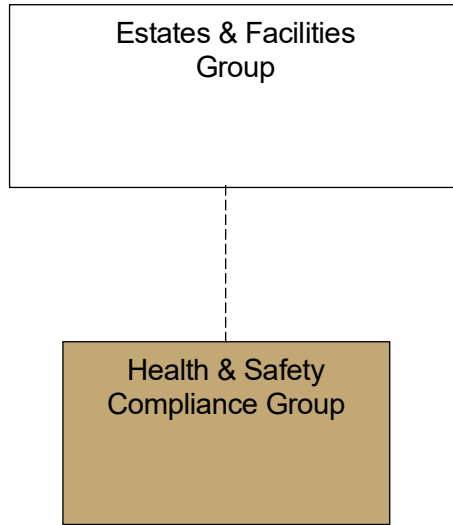 Estates & Facilities
Group
Health & Safety
Compliance Group